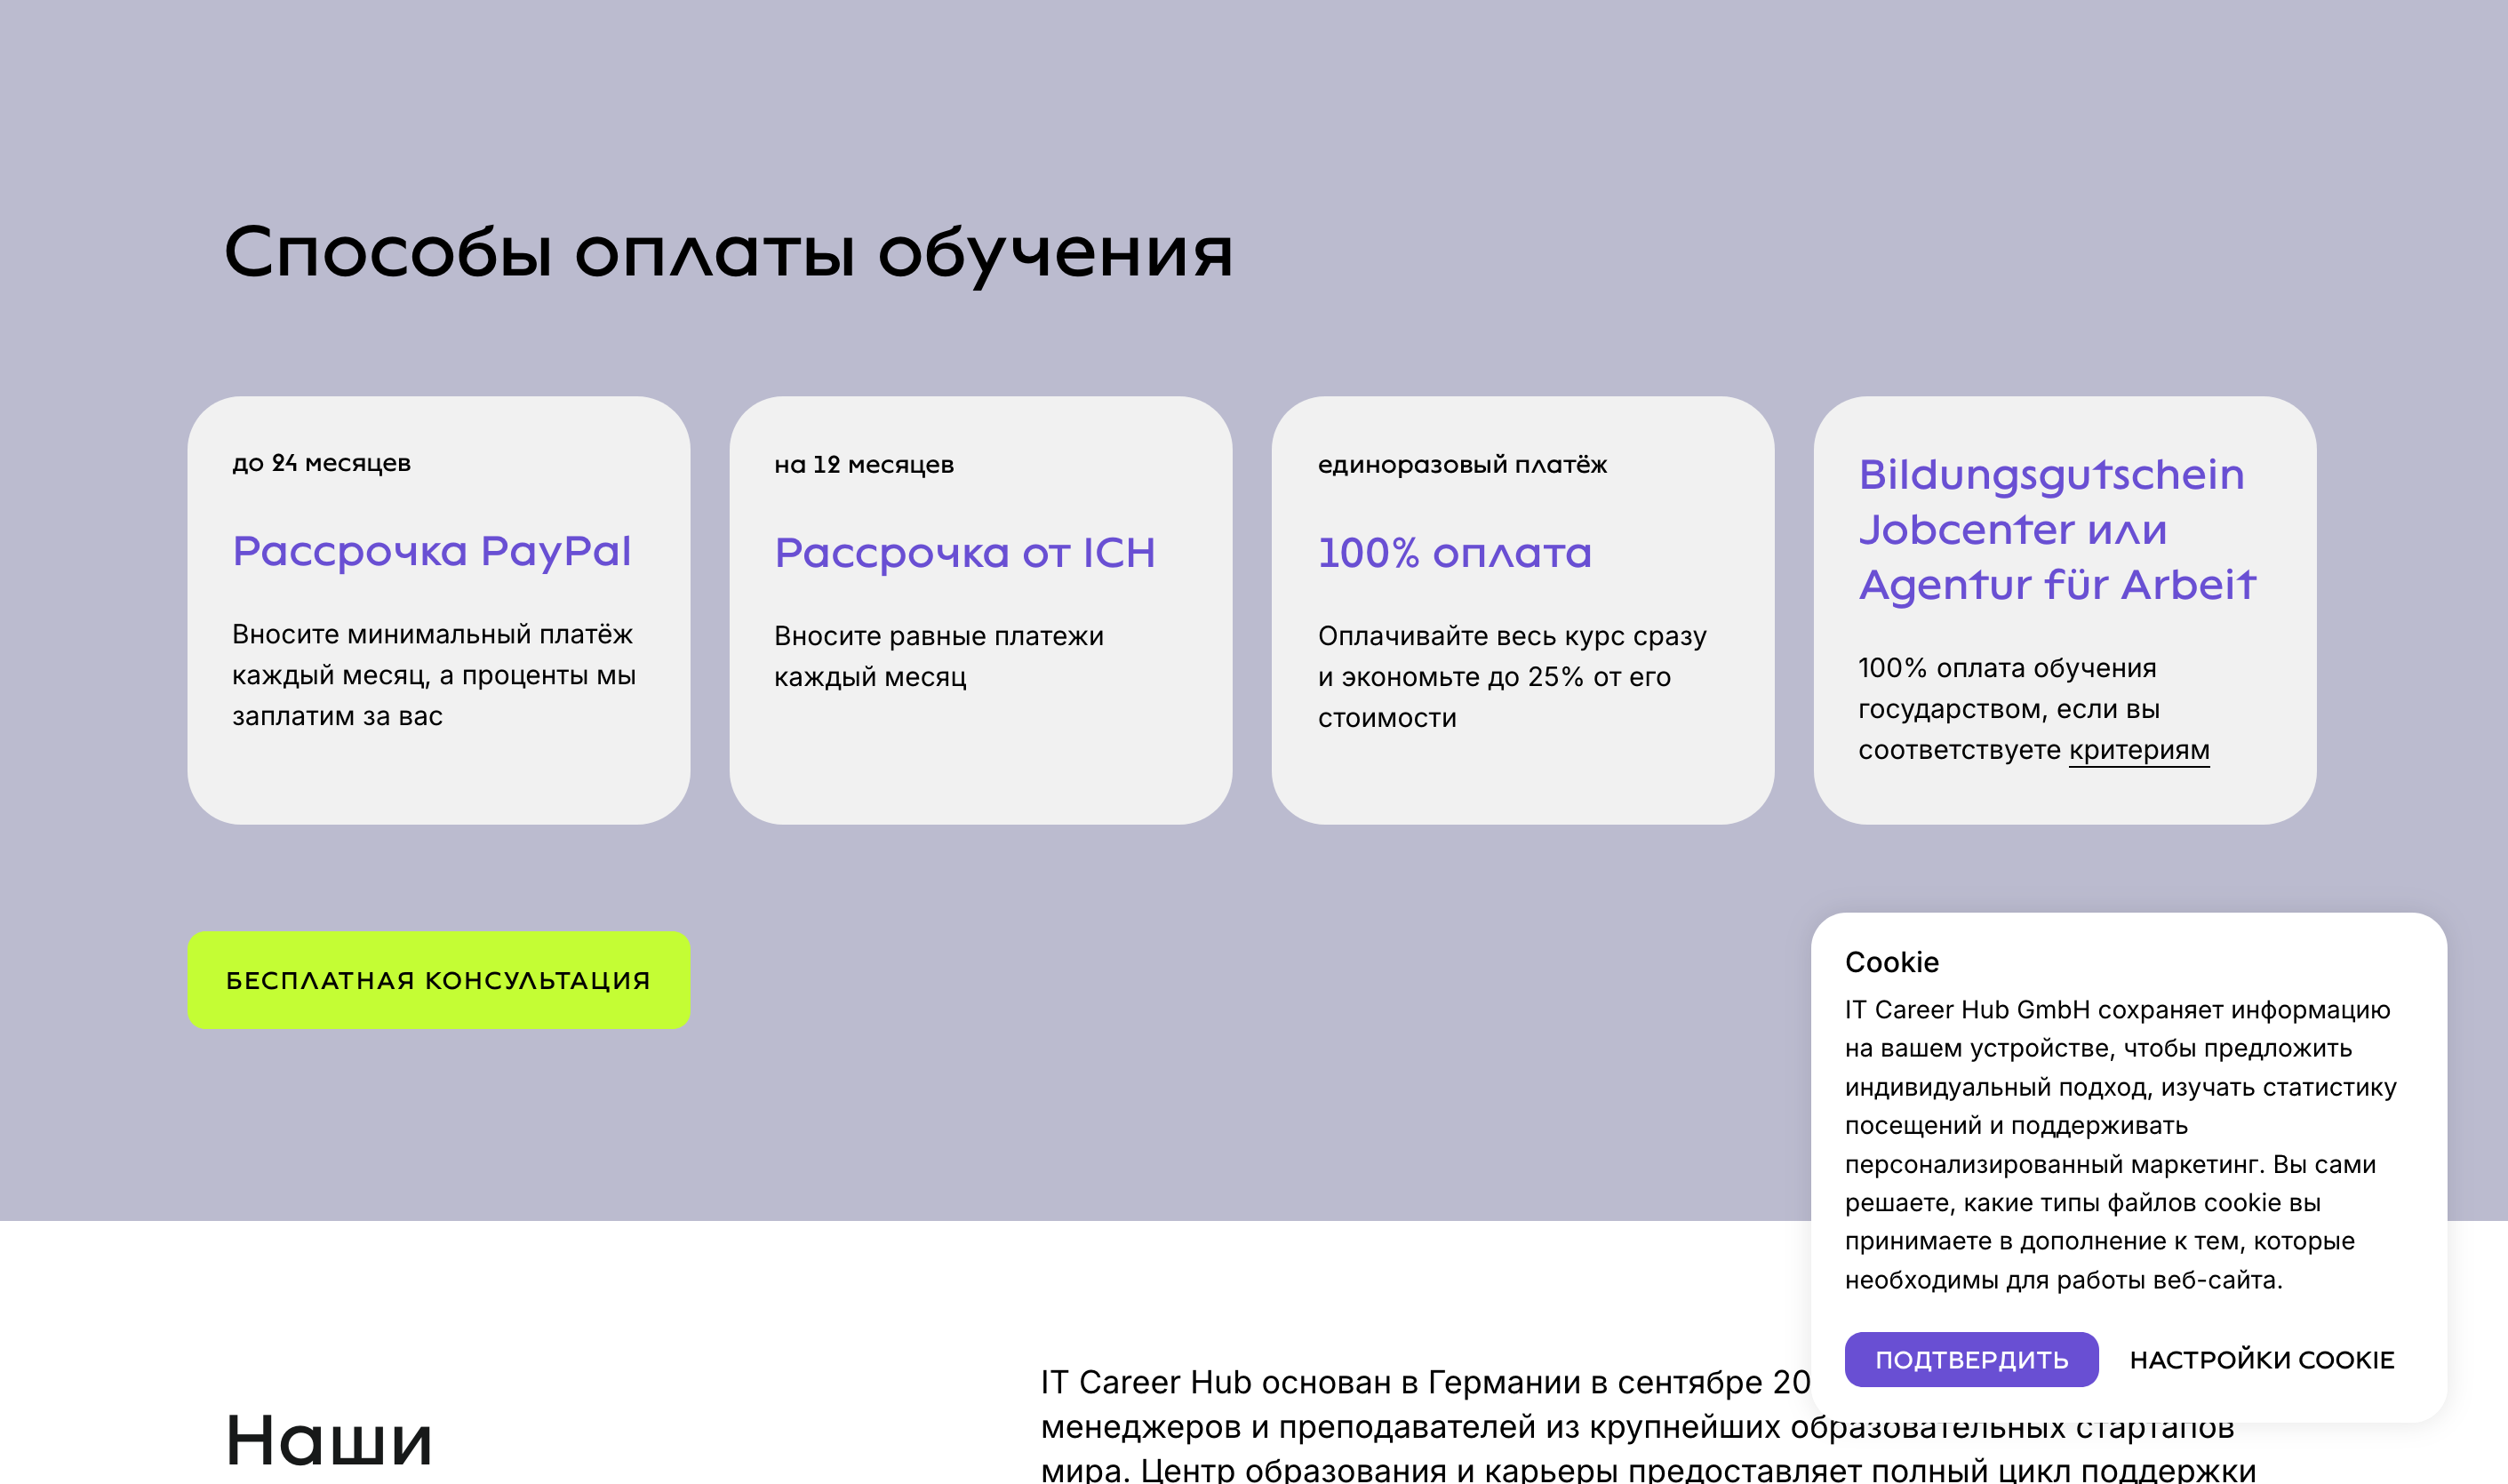 Способы оплаты обучения
до 24 месяцев
Рассрочка PayPal
Вносите минимальный платёж
каждый месяц, а проценты мы
заплатим за вас
на 12 месяцев
Рассрочка от ICH
Вносите равные платежи
каждый месяц
единоразовый платёж
100% оплата
Оплачивайте весь курс сразу
и экономьте до 25% от его
стоимости
Bildungsgutschein
Jobcenter или
Agentur für Arbeit
100% оплата обучения
государством, если вы
соответствуете критериям
БЕСПЛАТНАЯ КОНСУЛЬТАЦИЯ
Cookie
IT Career Hub GmbH сохраняет информацию
на вашем устройстве, чтобы предложить
индивидуальный подход, изучать статистику
посещений и поддерживать
персонализированный маркетинг. Вы сами
решаете, какие типы файлов cookie вы
принимаете в дополнение к тем, которые
необходимы для работы веб-сайта.
ПОДТВЕРДИТЬ
НАСТРОЙКИ COOKIE
Наши
IT Career Hub основан в Германии в сентябре 20
менеджеров и преподавателей из крупнейших образовательных стартапов
мира. Центр образования и карьеры предоставляет полный цикл поддержки